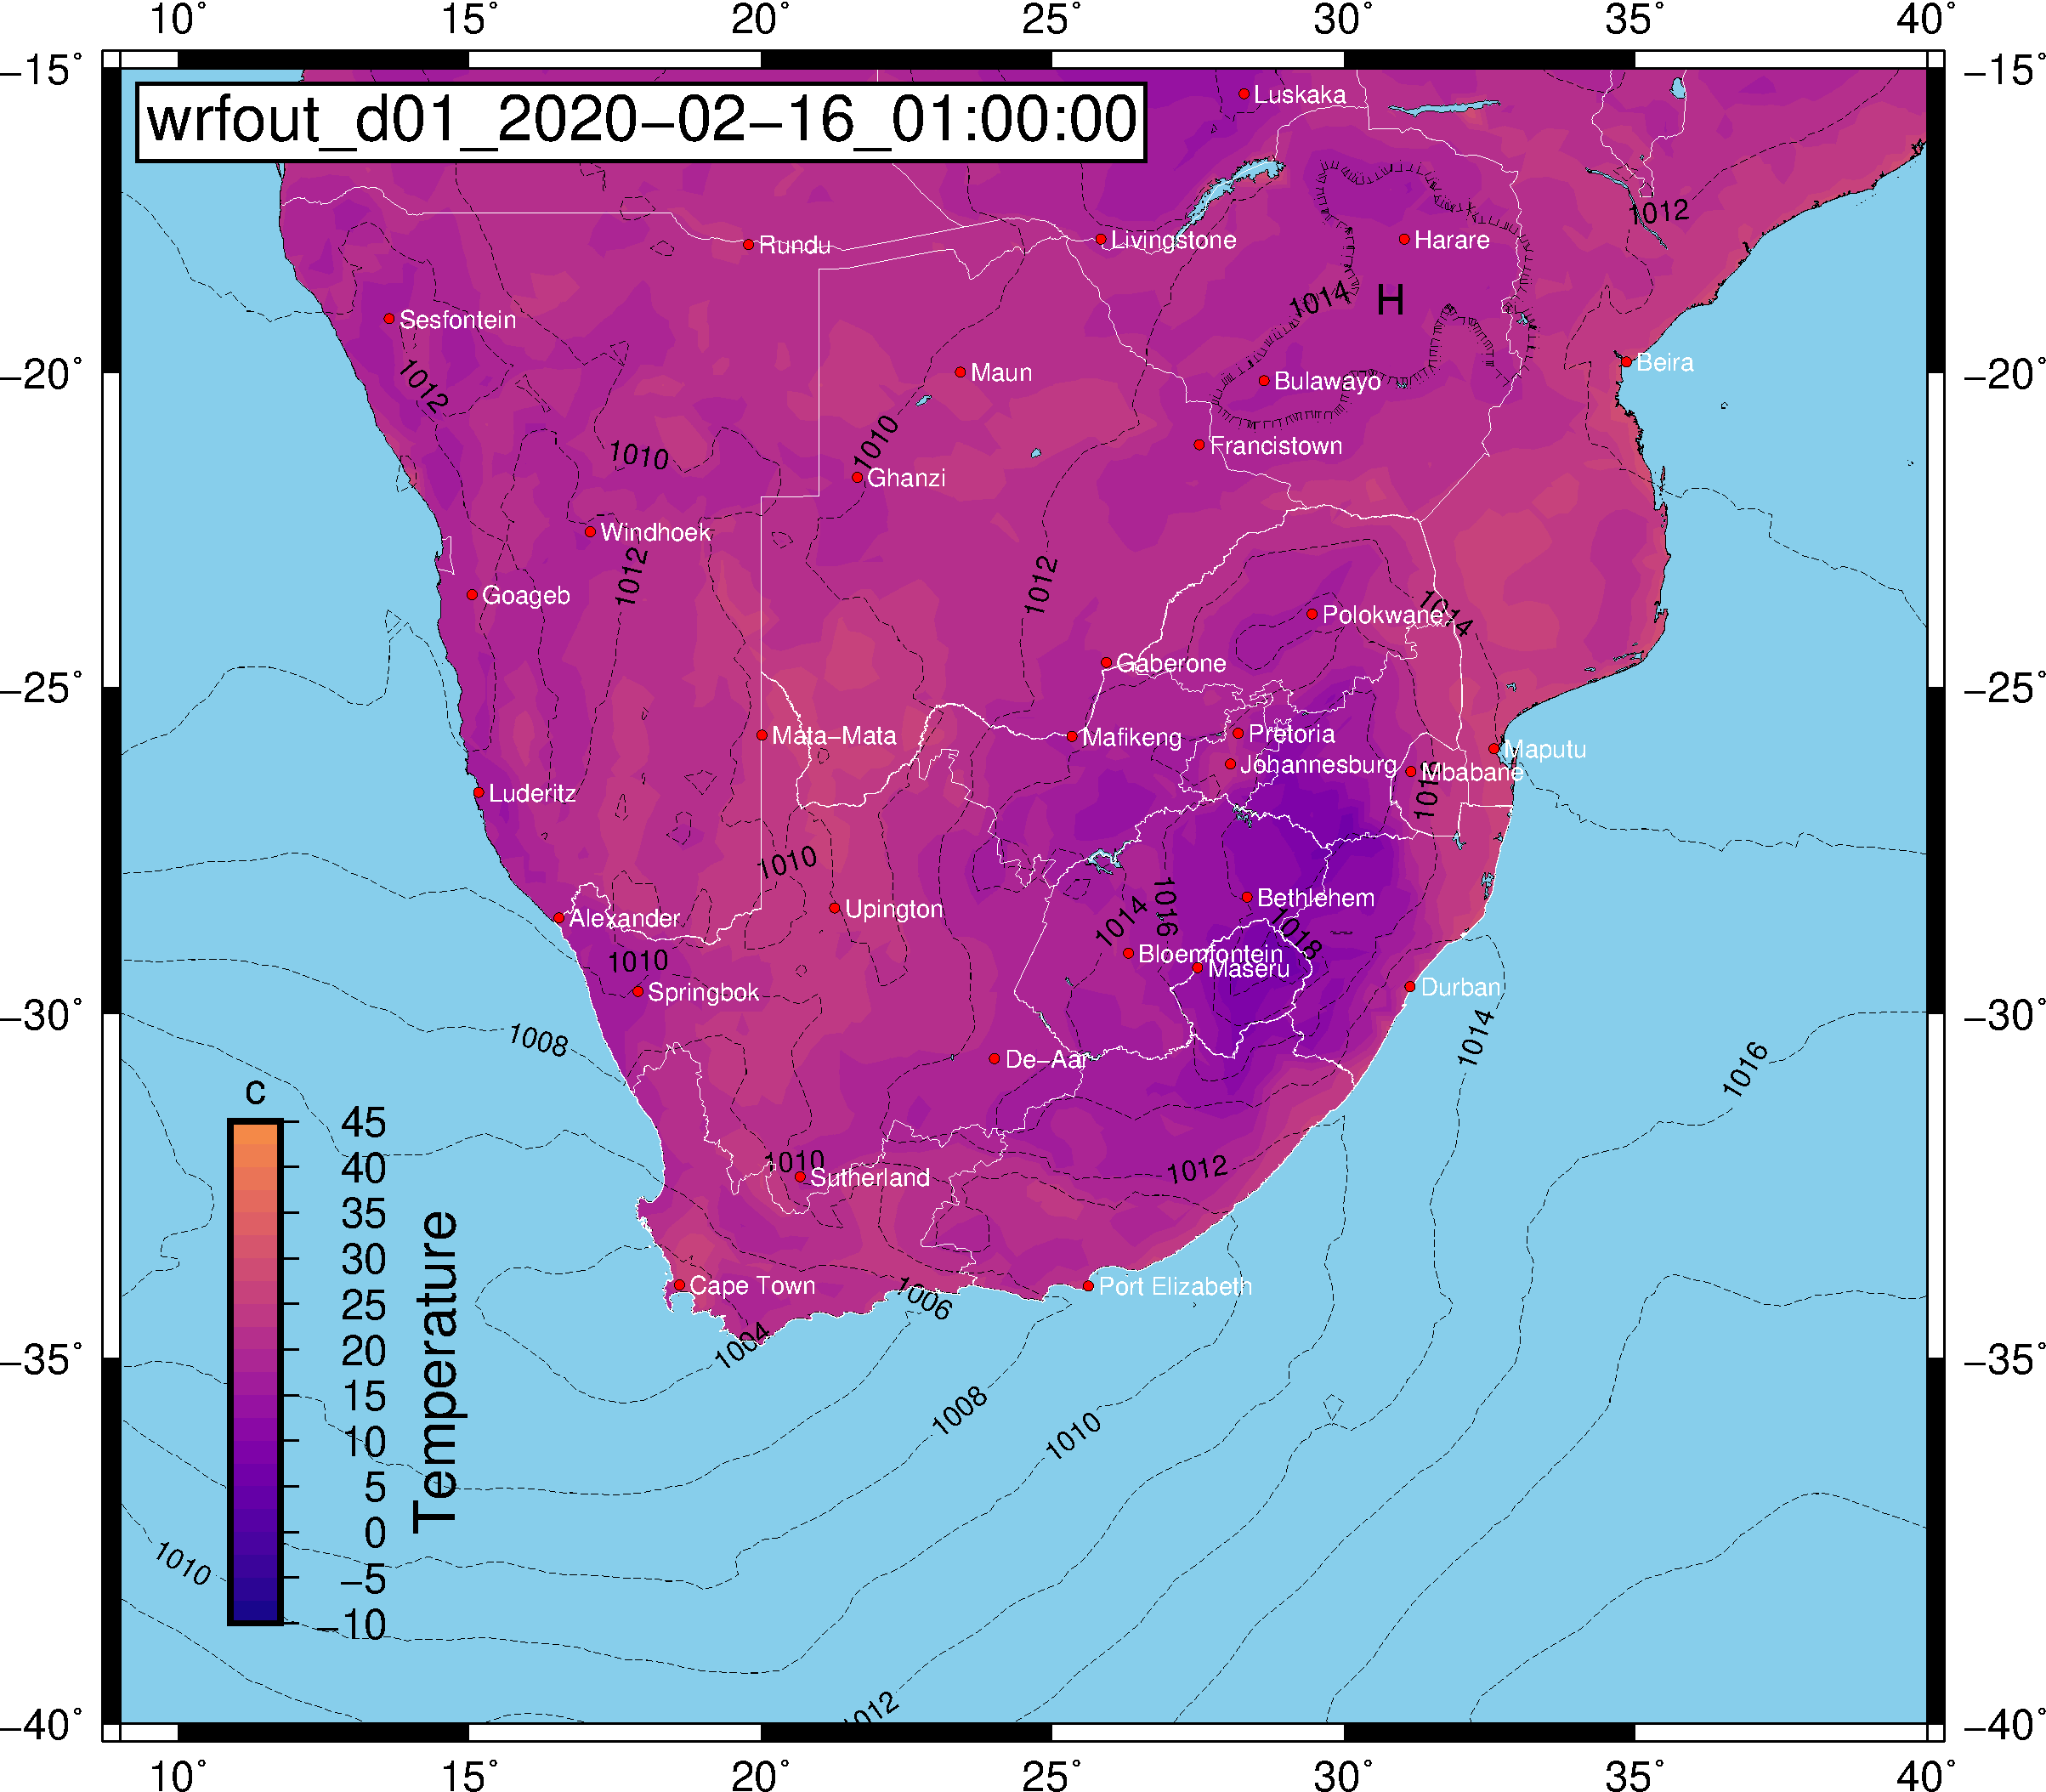 10° 15° 20° 25° 30° 35° 40°
−15° −15°
wrfout_d01_2020−02−16_01:00:00
Luskaka
1012
Rundu
Livingstone
Harare
1014
H
Sesfontein
−20° −20°
Maun
Beira
1012
Bulawayo
1010
1010
Francistown
Ghanzi
Windhoek
1012
1012
Goageb
1014
Polokwane
Gaberone
−25° −25°
Mata−Mata
Mafikeng
Pretoria
Maputu
Johannesburg
Mbabane
Luderitz
1010
Bethlehem
1016
1014
Alexander
Upington
1018
Bloemfontein
Maseru
1010
Springbok
Durban
−30° −30°
1008
1014
1016
De−Aar
c
45
40
35
30
25
20
15
10
5
0
−5
−10
Temperature
1010
Sutherland
1012
Cape Town
Port Elizabeth
1006
1004
−35° −35°
1008
1010
1010
1012
−40° −40°
10° 15° 20° 25° 30° 35° 40°